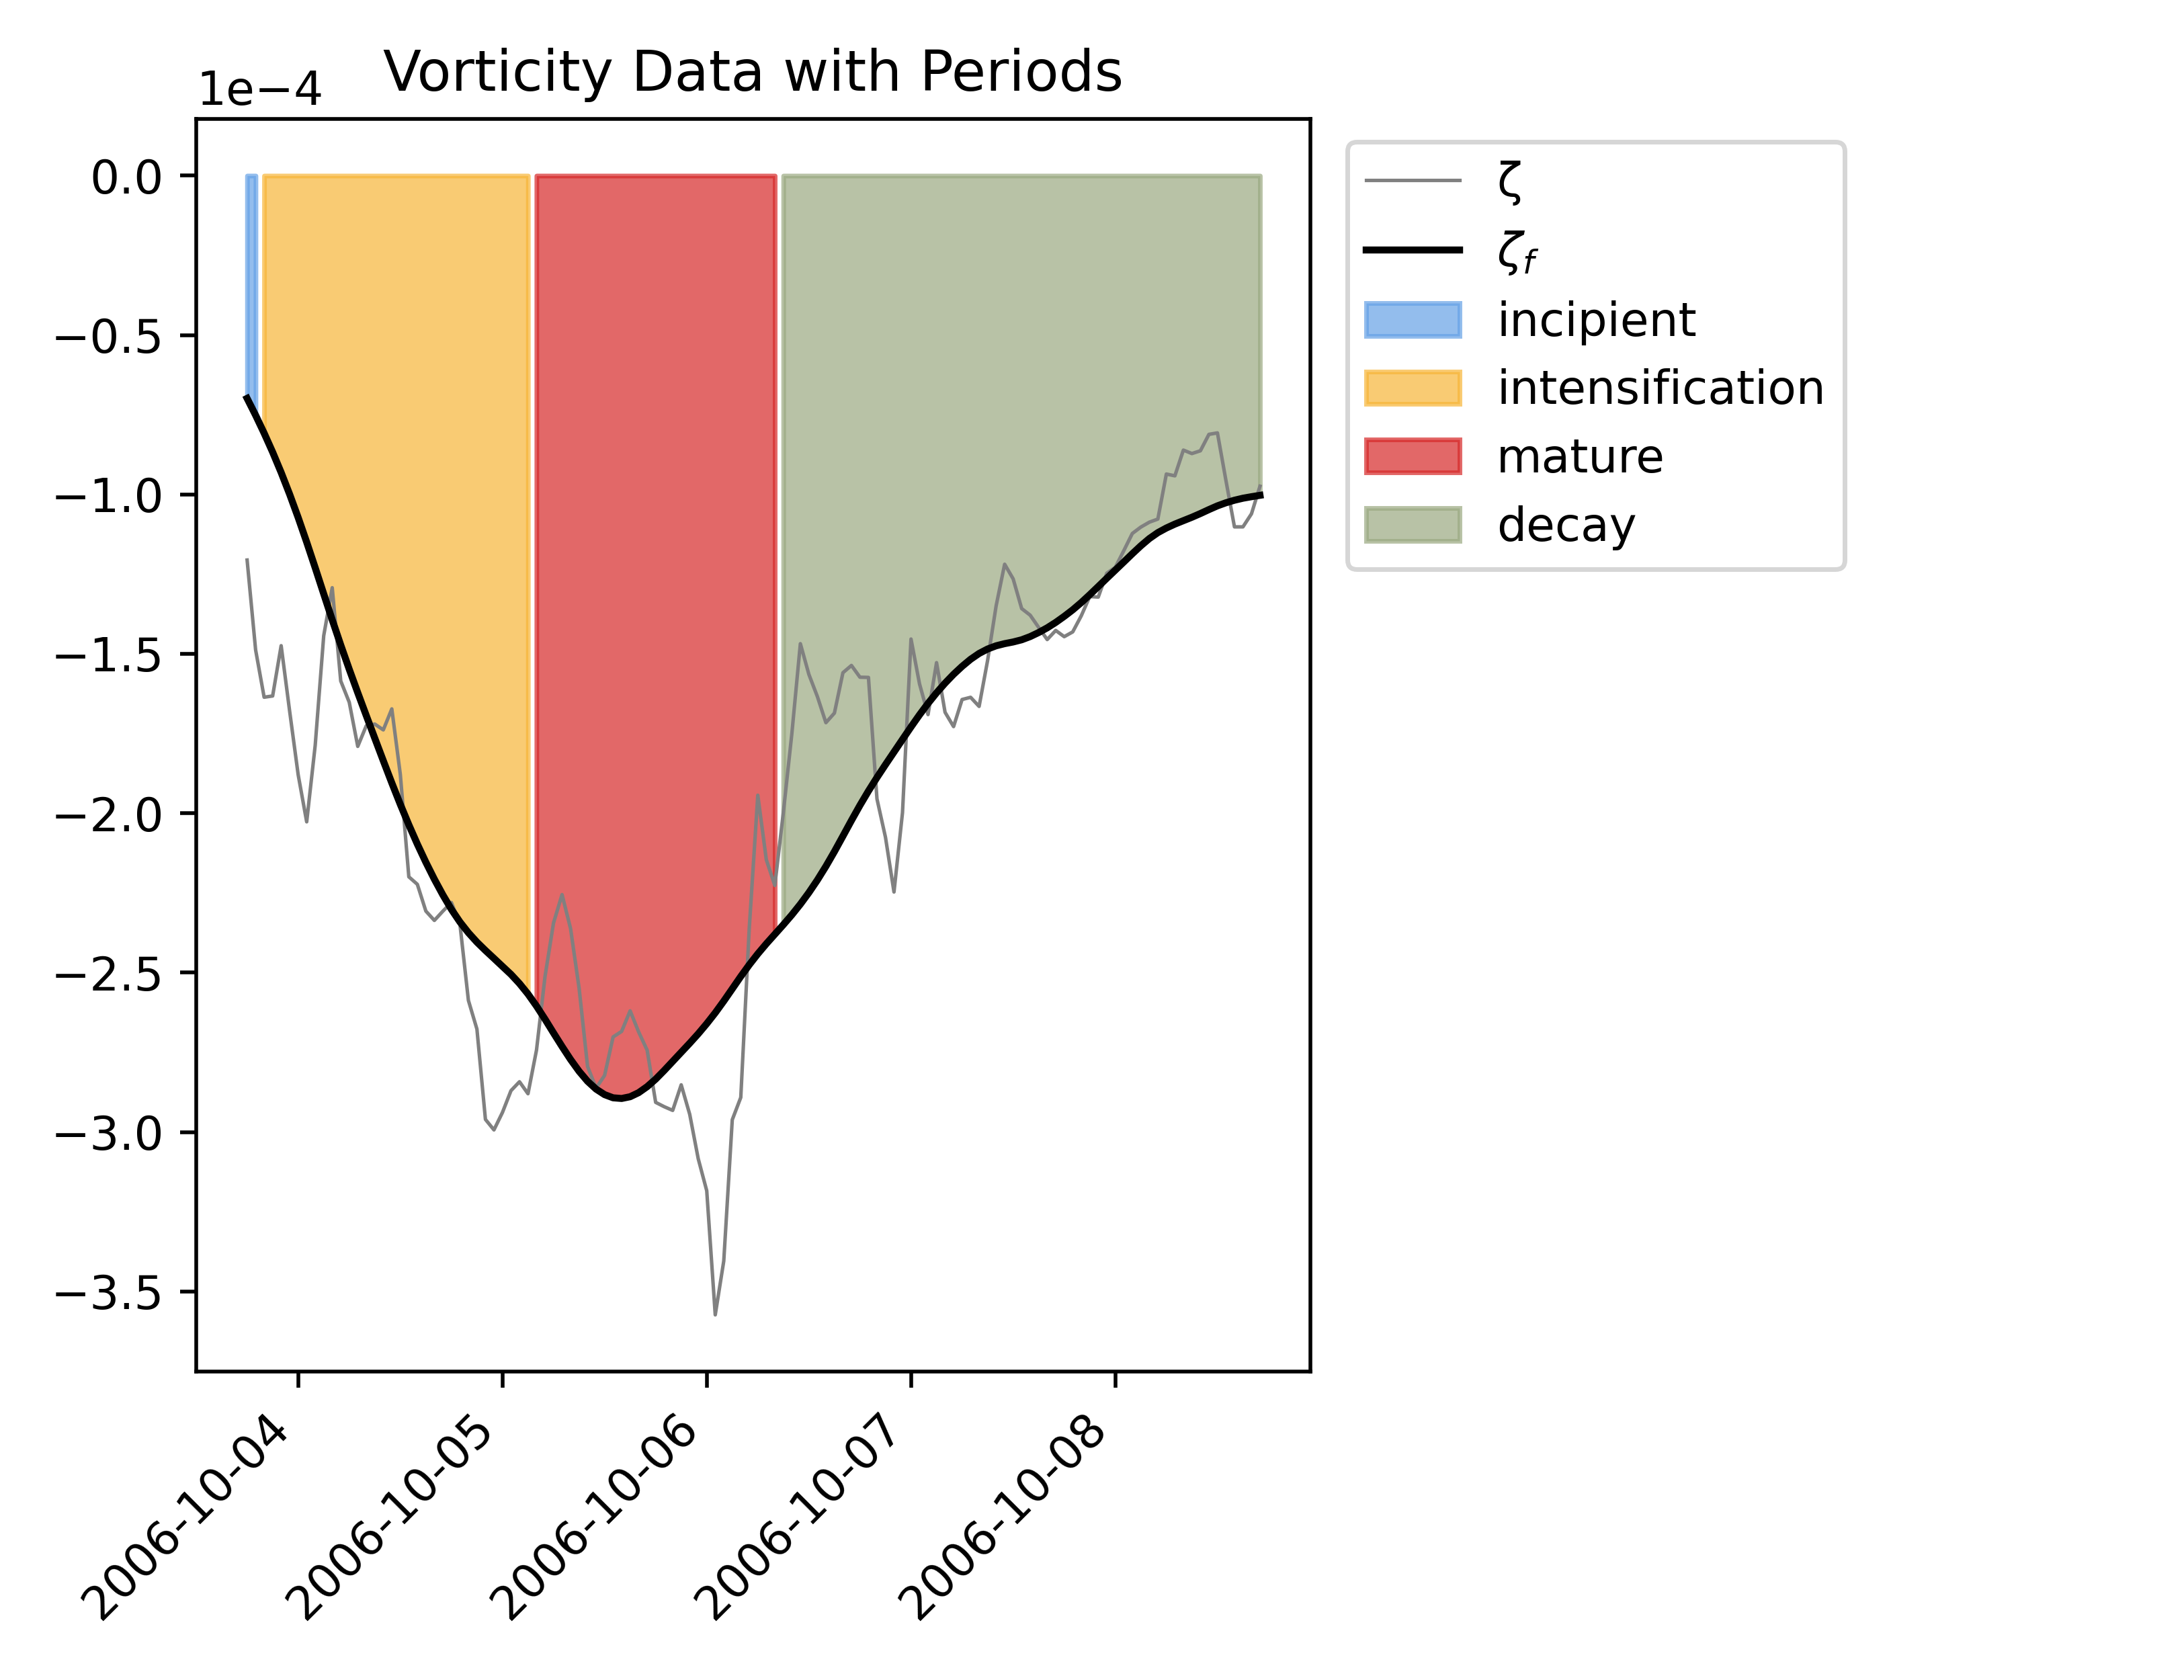 Vorticity Data with Periods
1e−4
0.0
−0.5
−1.0
−1.5
−2.0
−2.5
−3.0
−3.5
2006-10-04
2006-10-05
2006-10-06
2006-10-07
2006-10-08
ζ
ζf
incipient
intensification
mature
decay